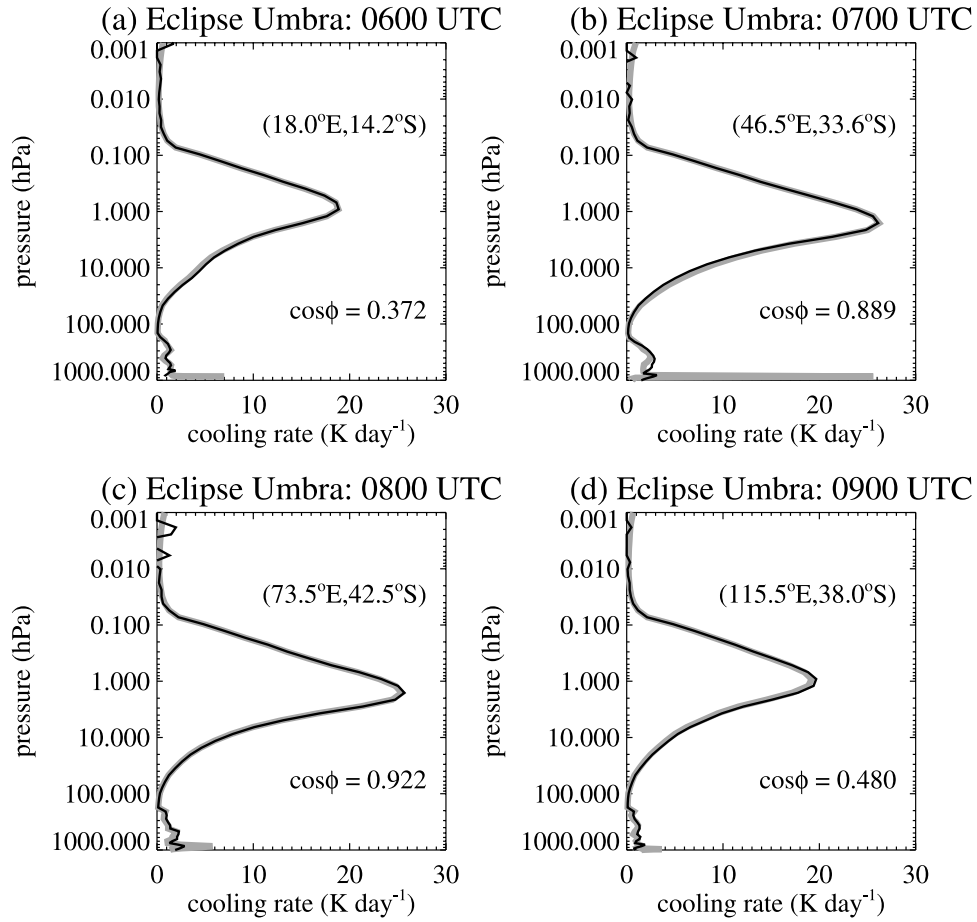 (a) Eclipse Umbra: 0600 UTC
0.001
0.010
0.100
1.000
10.000
100.000
1000.000
pressure (hPa)
(18.0°E,14.2°S)
cosϕ = 0.372
0 10 20 30
cooling rate (K day⁻¹)
(b) Eclipse Umbra: 0700 UTC
0.001
0.010
0.100
1.000
10.000
100.000
1000.000
pressure (hPa)
(46.5°E,33.6°S)
cosϕ = 0.889
0 10 20 30
cooling rate (K day⁻¹)
(c) Eclipse Umbra: 0800 UTC
0.001
0.010
0.100
1.000
10.000
100.000
1000.000
pressure (hPa)
(73.5°E,42.5°S)
cosϕ = 0.922
0 10 20 30
cooling rate (K day⁻¹)
(d) Eclipse Umbra: 0900 UTC
0.001
0.010
0.100
1.000
10.000
100.000
1000.000
pressure (hPa)
(115.5°E,38.0°S)
cosϕ = 0.480
0 10 20 30
cooling rate (K day⁻¹)